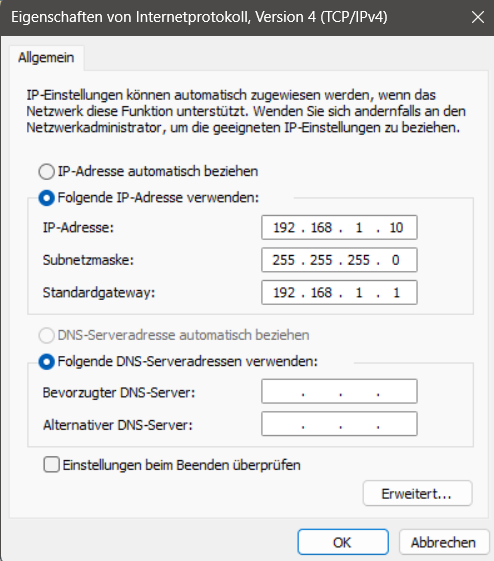 Eigenschaften von Internetprotokoll, Version 4 (TCP/IPv4)
Allgemein
IP-Einstellungen können automatisch zugewiesen werden, wenn das
Netzwerk diese Funktion unterstützt. Wenden Sie sich andernfalls an den
Netzwerkadministrator, um die geeigneten IP-Einstellungen zu beziehen.
IP-Adresse automatisch beziehen
Folgende IP-Adresse verwenden:
IP-Adresse: 192 . 168 . 1 . 10
Subnetzmaske: 255 . 255 . 255 . 0
Standardgateway: 192 . 168 . 1 . 1
DNS-Serveradresse automatisch beziehen
Folgende DNS-Serveradressen verwenden:
Bevorzugter DNS-Server: . . .
Alternativer DNS-Server: . . .
Einstellungen beim Beenden überprüfen
Erweitert...
OK Abbrechen